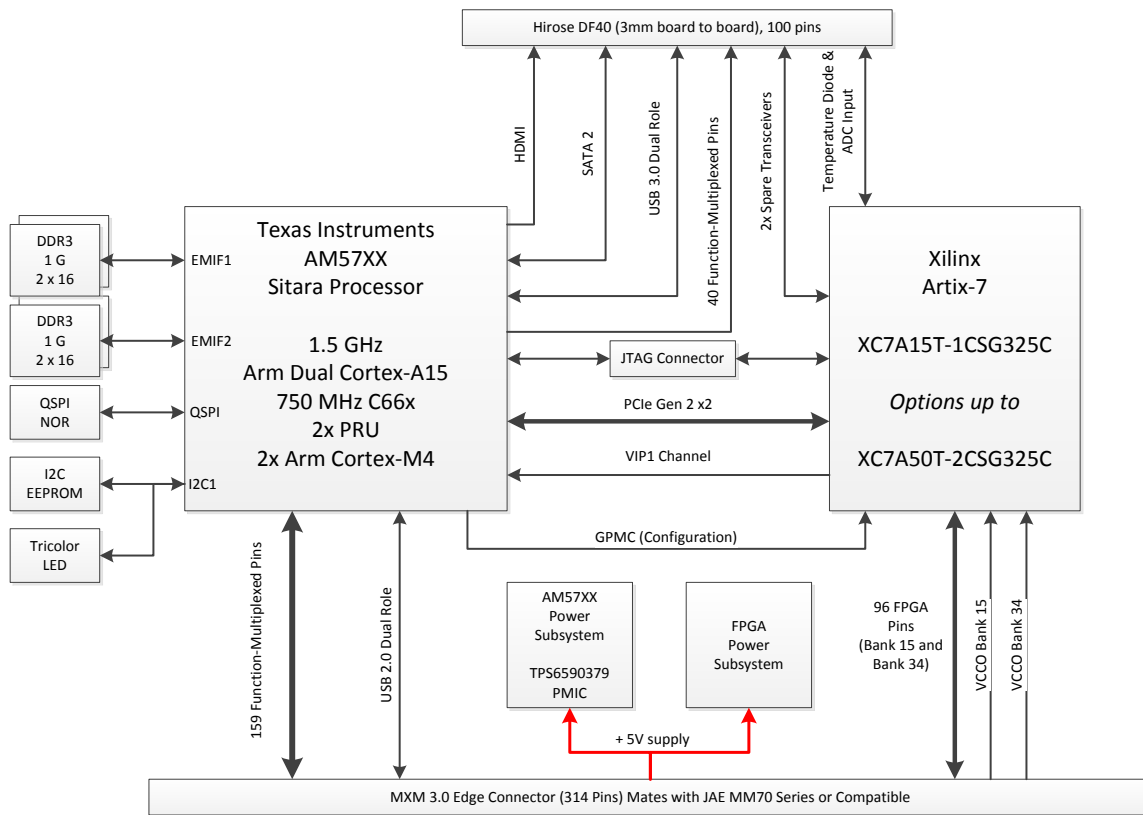 Hirose DF40 (3mm board to board), 100 pins
HDMI
SATA 2
USB 3.0 Dual Role
40 Function-Multiplexed Pins
2x Spare Transceivers
Temperature Diode &
ADC Input
DDR3
1 G
2 x 16
EMIF1
DDR3
1 G
2 x 16
EMIF2
QSPI
NOR
QSPI
I2C
EEPROM
I2C1
Tricolor
LED
Texas Instruments
AM57XX
Sitara Processor
1.5 GHz
Arm Dual Cortex-A15
750 MHz C66x
2x PRU
2x Arm Cortex-M4
JTAG Connector
PCIe Gen 2 x2
VIP1 Channel
GPMC (Configuration)
Xilinx
Artix-7
XC7A15T-1CSG325C
Options up to
XC7A50T-2CSG325C
159 Function-Multiplexed Pins
USB 2.0 Dual Role
AM57XX
Power
Subsystem
TPS6590379
PMIC
FPGA
Power
Subsystem
+ 5V supply
96 FPGA
Pins
(Bank 15 and
Bank 34)
VCCO Bank 15
VCCO Bank 34
MXM 3.0 Edge Connector (314 Pins) Mates with JAE MM70 Series or Compatible